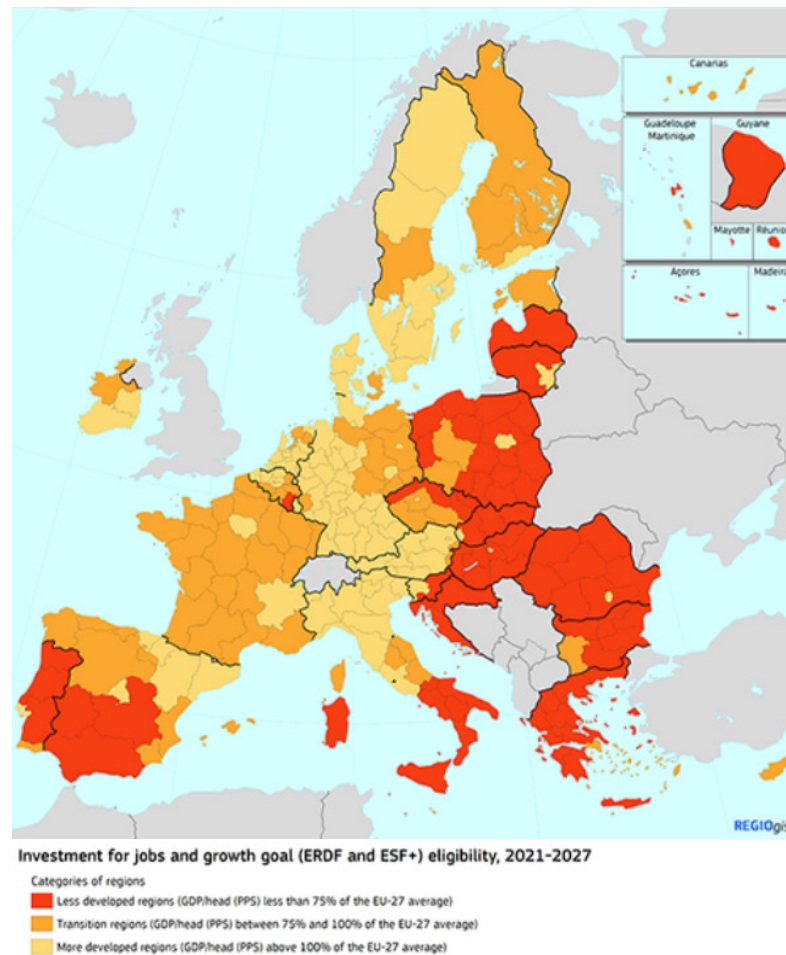 Canarias
Guadeloupe
Martinique
Guyane
Mayotte
Réunion
Açores
Madeira
REGIOgis
Investment for jobs and growth goal (ERDF and ESF+) eligibility, 2021-2027
Categories of regions
Less developed regions (GDP/head (PPS) less than 75% of the EU-27 average)
Transition regions (GDP/head (PPS) between 75% and 100% of the EU-27 average)
More developed regions (GDP/head (PPS) above 100% of the EU-27 average)